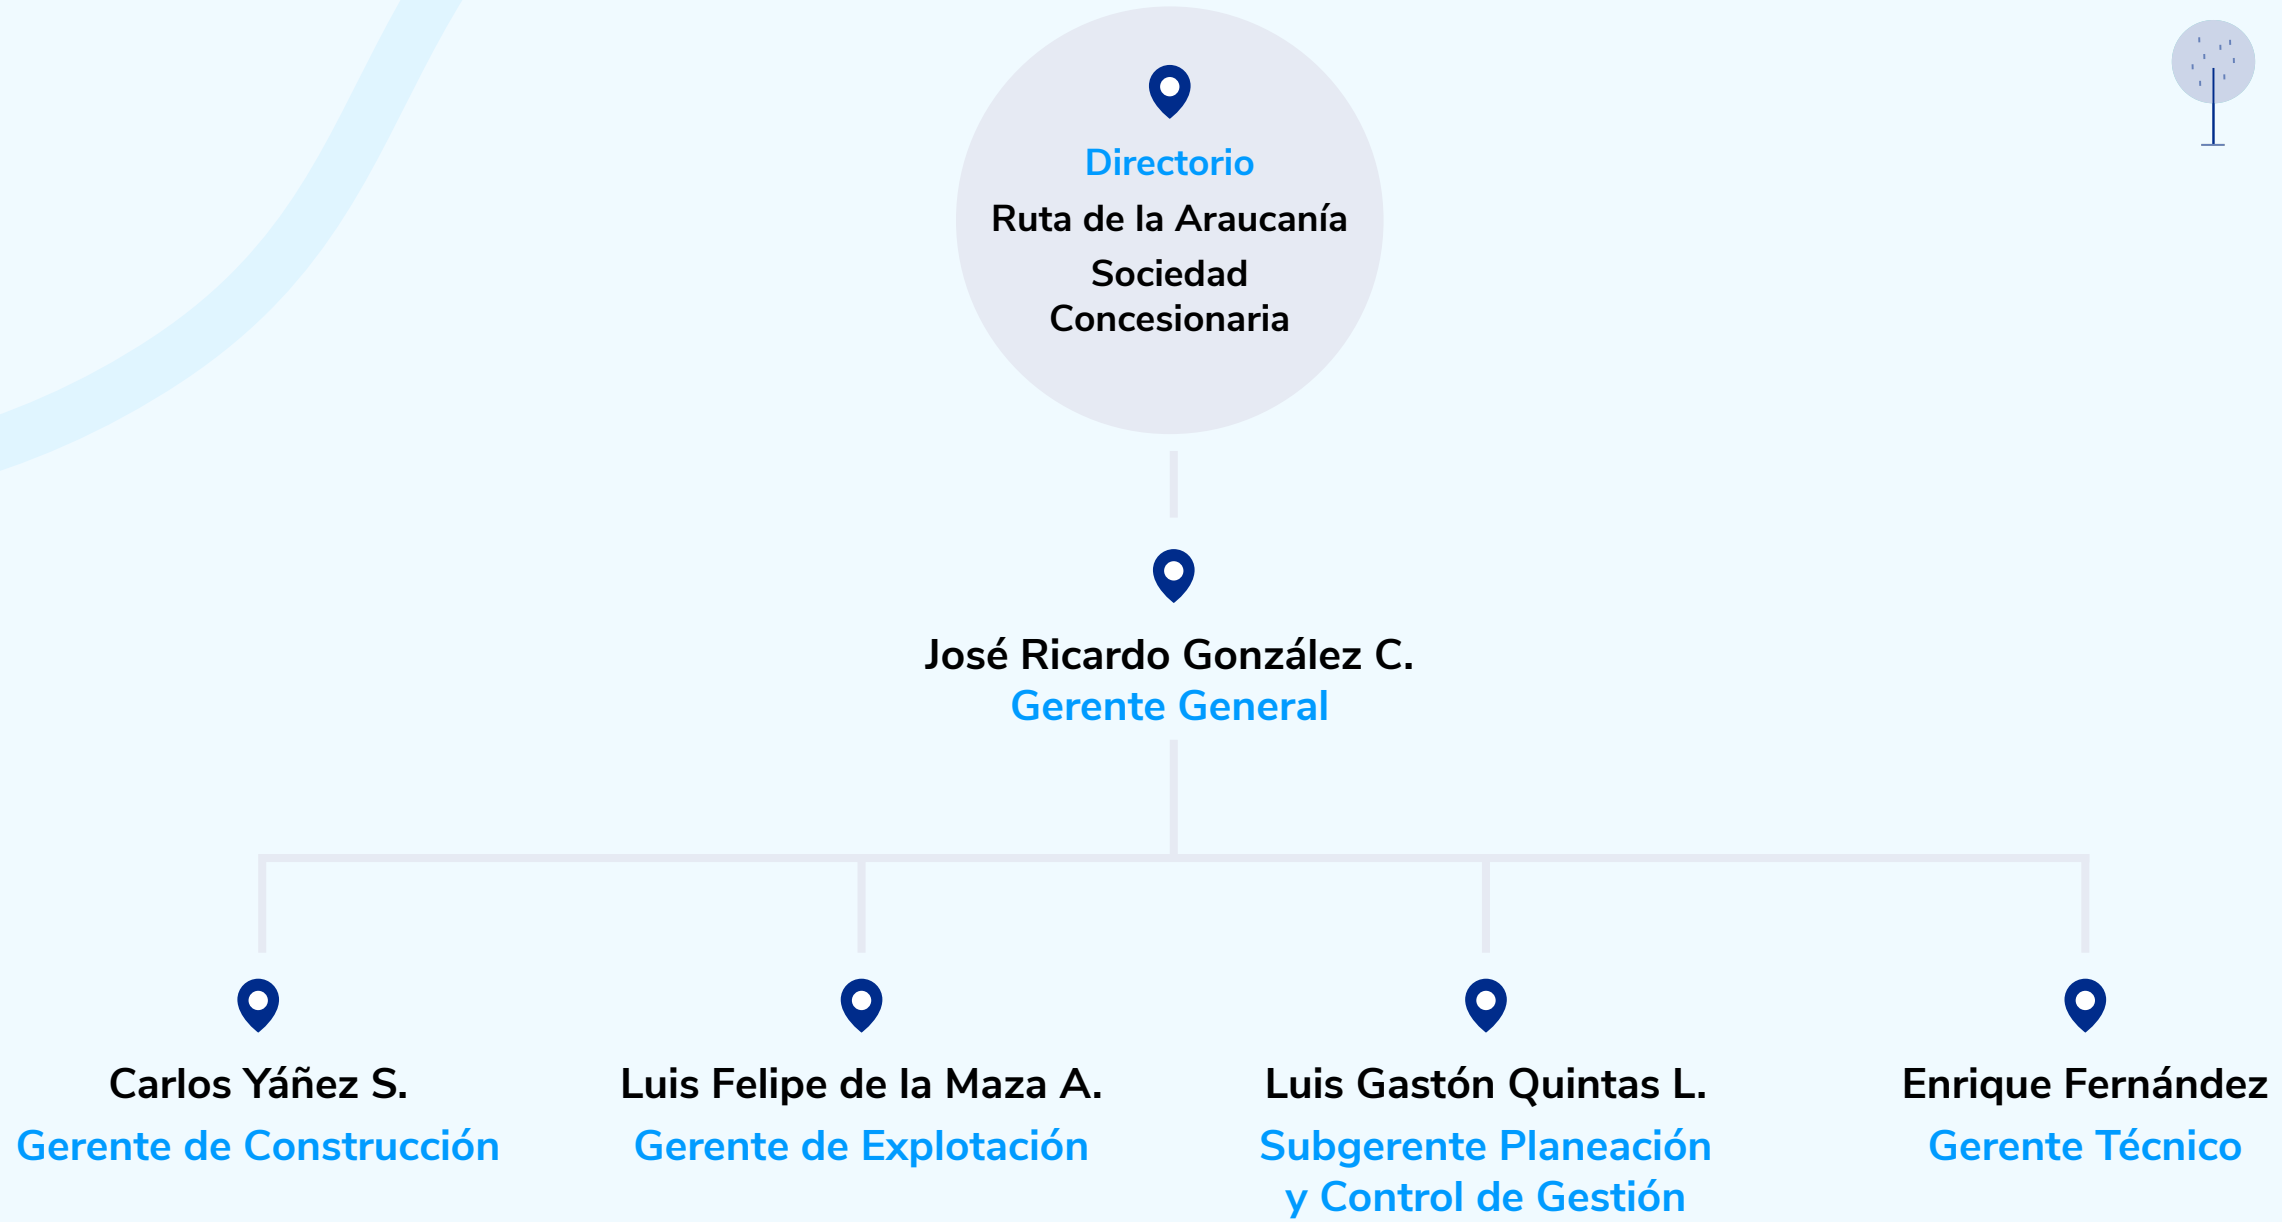 Directorio
Ruta de la Araucanía
Sociedad
Concesionaria
José Ricardo González C.
Gerente General
Carlos Yáñez S.
Gerente de Construcción
Luis Felipe de la Maza A.
Gerente de Explotación
Luis Gastón Quintas L.
Subgerente Planeación
y Control de Gestión
Enrique Fernández
Gerente Técnico